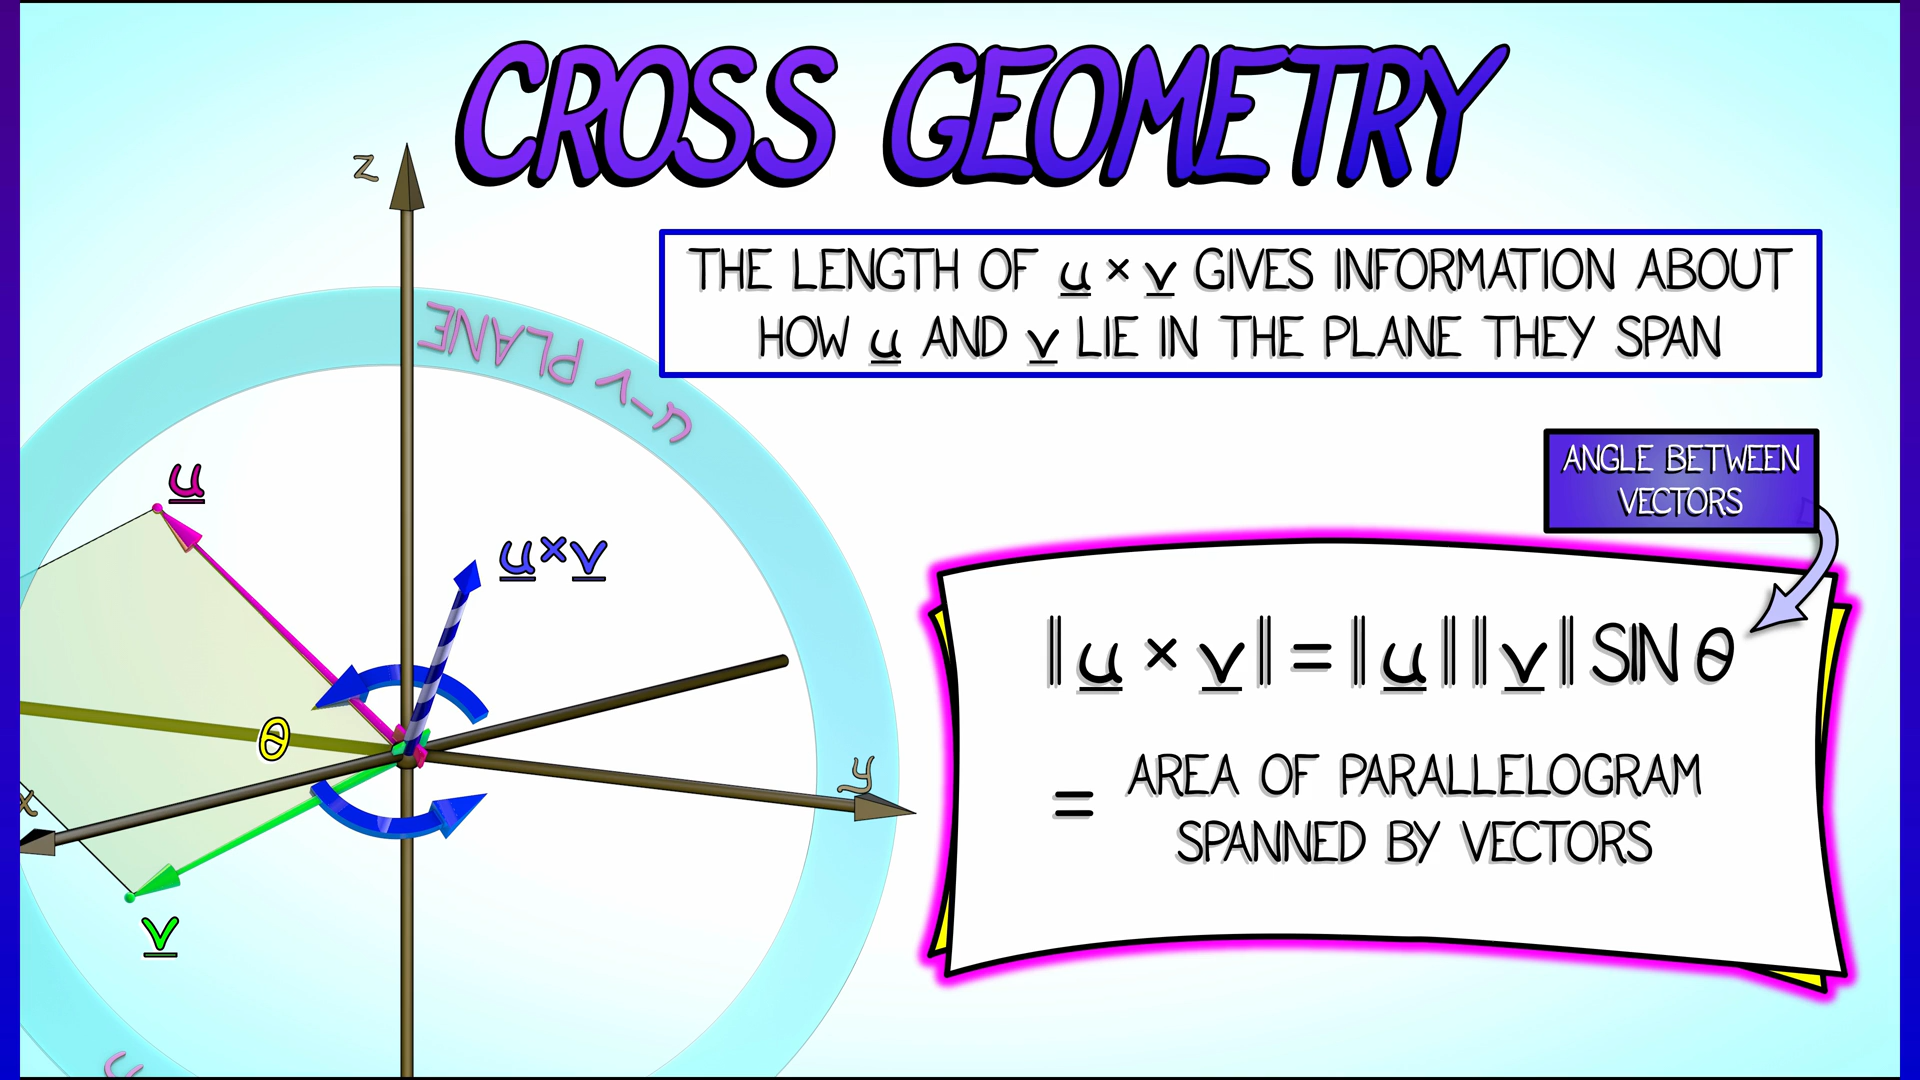 CROSS GEOMETRY
THE LENGTH OF u × v GIVES INFORMATION ABOUT
HOW u AND v LIE IN THE PLANE THEY SPAN
z
u-v PLANE
u
u×v
θ
y
x
v
u
ANGLE BETWEEN
VECTORS
‖u × v‖ = ‖u‖‖v‖ SIN θ
= AREA OF PARALLELOGRAM
SPANNED BY VECTORS